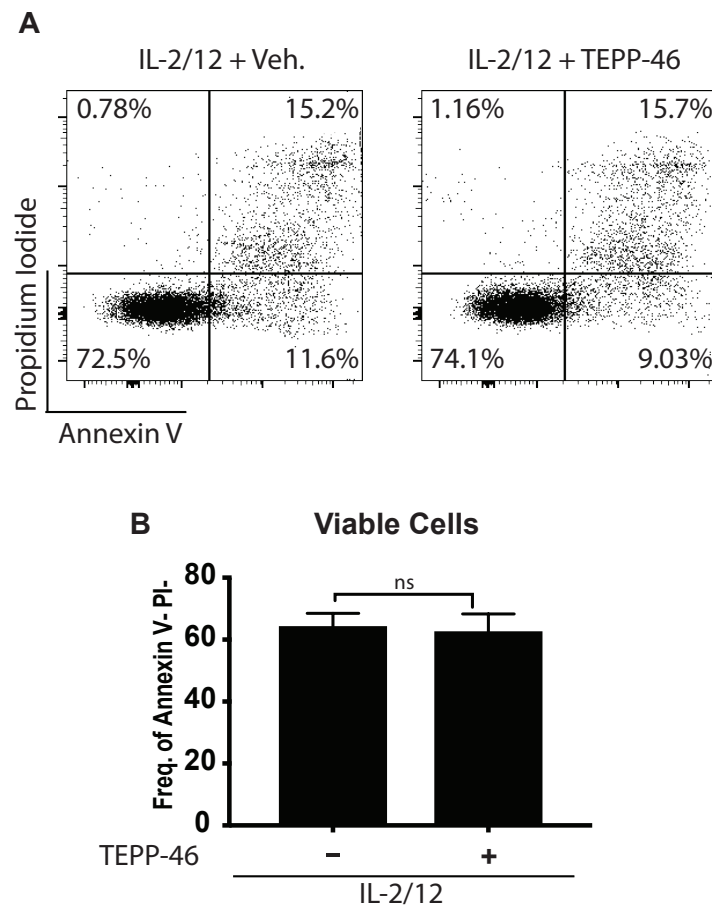 A
IL-2/12 + Veh.
IL-2/12 + TEPP-46
0.78%
15.2%
1.16%
15.7%
Propidium Iodide
72.5%
11.6%
74.1%
9.03%
Annexin V
B
Viable Cells
Freq. of Annexin V- PI-
80
60
40
20
0
ns
TEPP-46
– +
IL-2/12